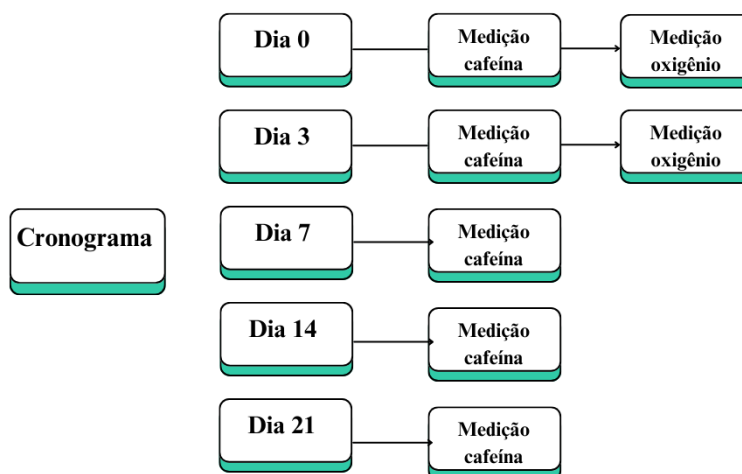 Dia 0
Medição
cafeína
Medição
oxigênio
Dia 3
Medição
cafeína
Medição
oxigênio
Cronograma
Dia 7
Medição
cafeína
Dia 14
Medição
cafeína
Dia 21
Medição
cafeína